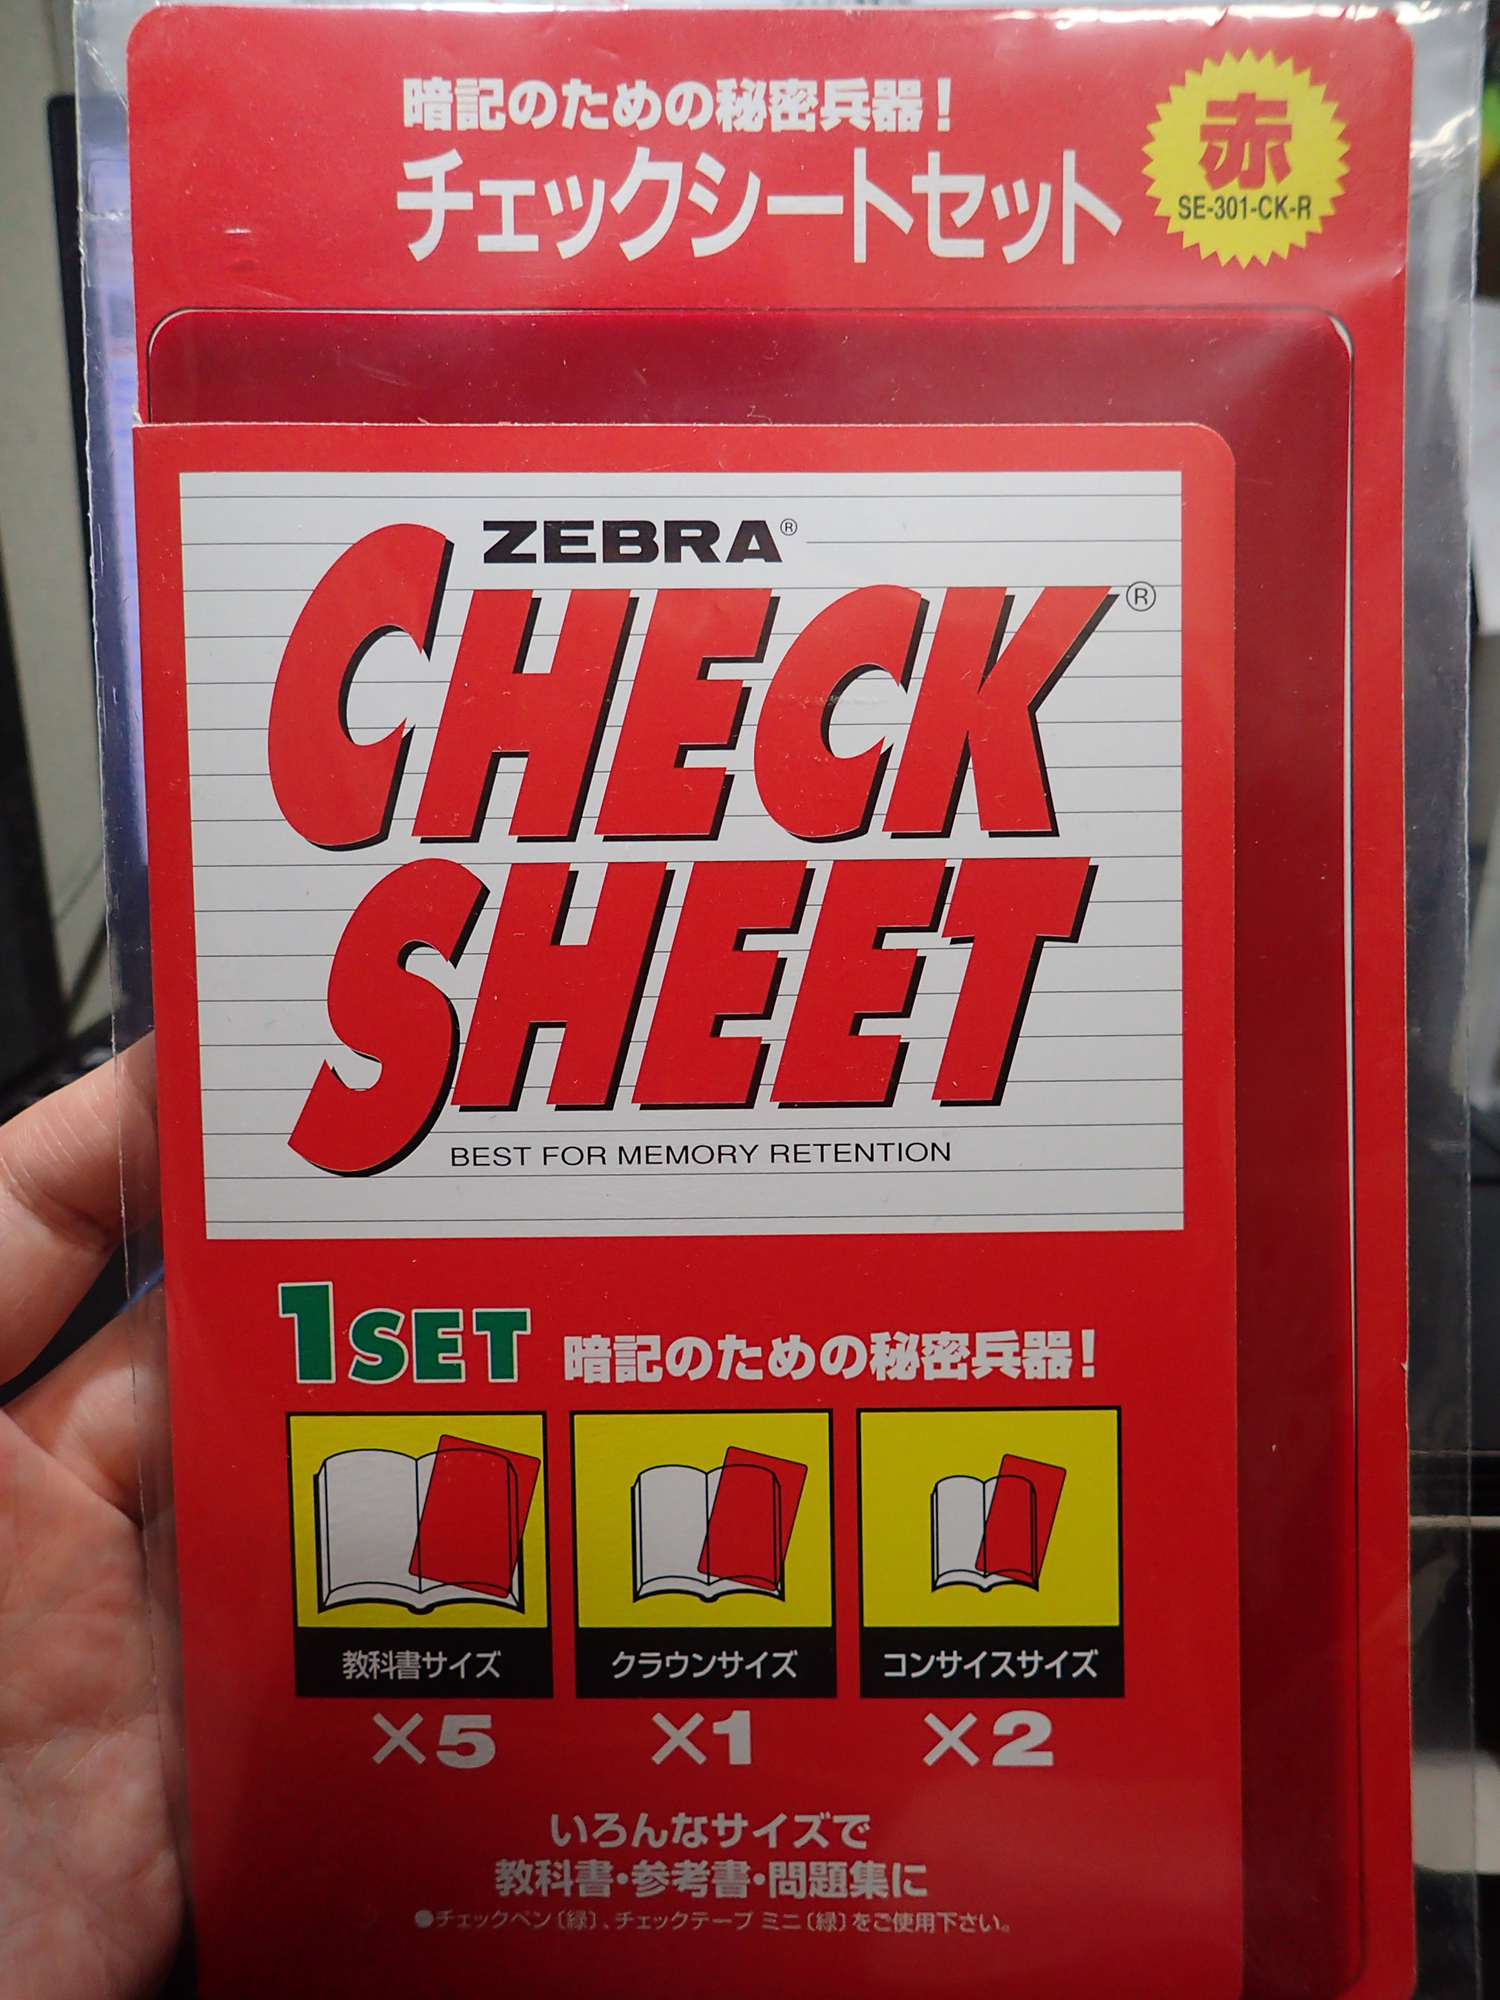 暗記のための秘密兵器!
チェックシートセット
赤
SE-301-CK-R
ZEBRA®
CHECK®
SHEET
BEST FOR MEMORY RETENTION
1SET 暗記のための秘密兵器!
教科書サイズ クラウンサイズ コンサイスサイズ
×5 ×1 ×2
いろんなサイズで
教科書・参考書・問題集に
●チェックペン〔緑〕、チェックテープ ミニ〔緑〕をご使用下さい。